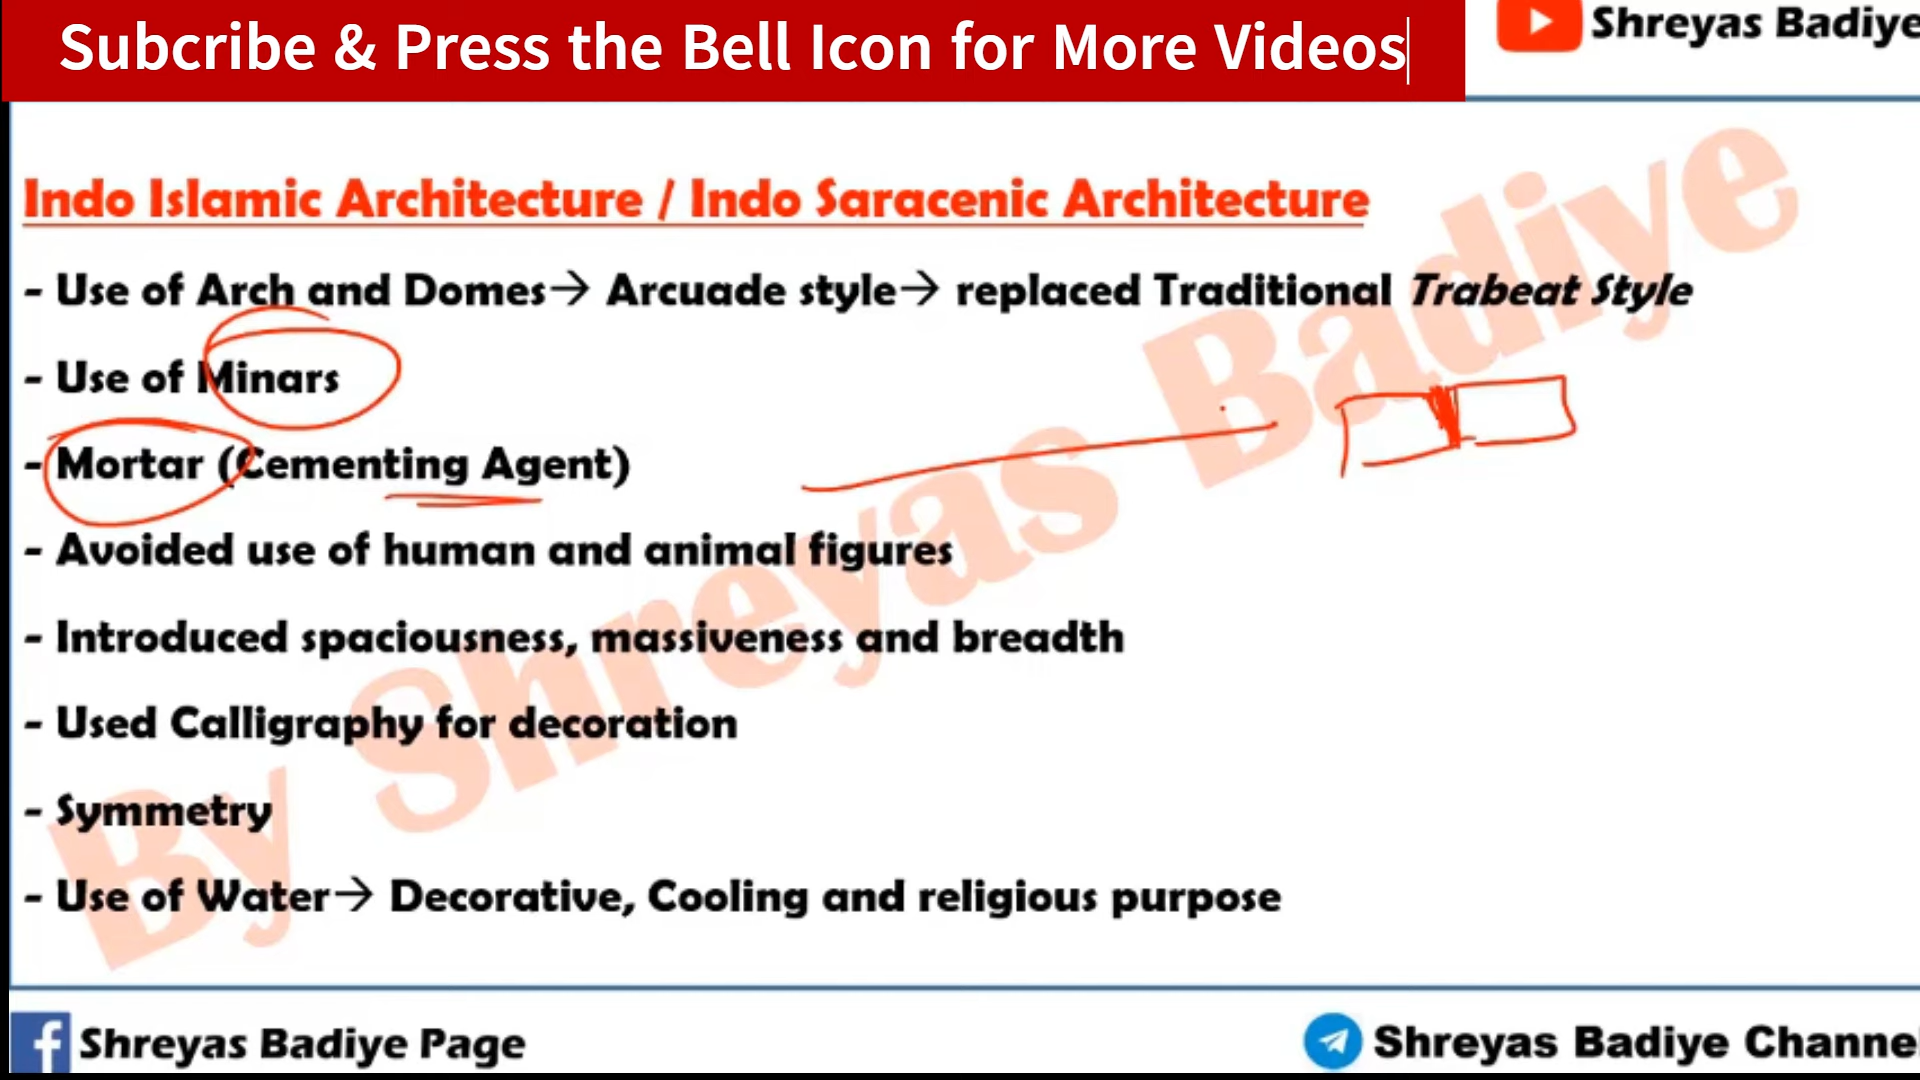 Subcribe & Press the Bell Icon for More Videos
Shreyas Badiye
Indo Islamic Architecture / Indo Saracenic Architecture
- Use of Arch and Domes→ Arcuade style→ replaced Traditional Trabeat Style
- Use of Minars
- Mortar (Cementing Agent)
- Avoided use of human and animal figures
- Introduced spaciousness, massiveness and breadth
- Used Calligraphy for decoration
- Symmetry
- Use of Water→ Decorative, Cooling and religious purpose
By Shreyas Badiye
Shreyas Badiye Page
Shreyas Badiye Channe